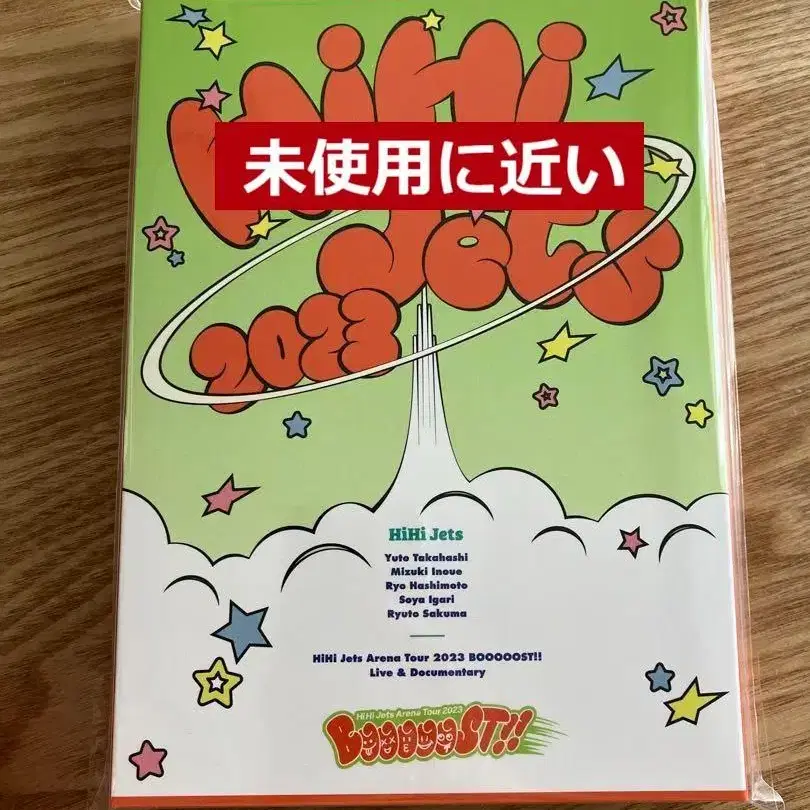 HiHi
未使用に近い
Jets
2023
HiHi Jets
Yuto Takahashi
Mizuki Inoue
Ryo Hashimoto
Soya Igari
Ryuto Sakuma
HiHi Jets Arena Tour 2023 BOOOOOST!!
Live & Documentary
HiHi Jets Arena Tour 2023
BOOOOOST!!